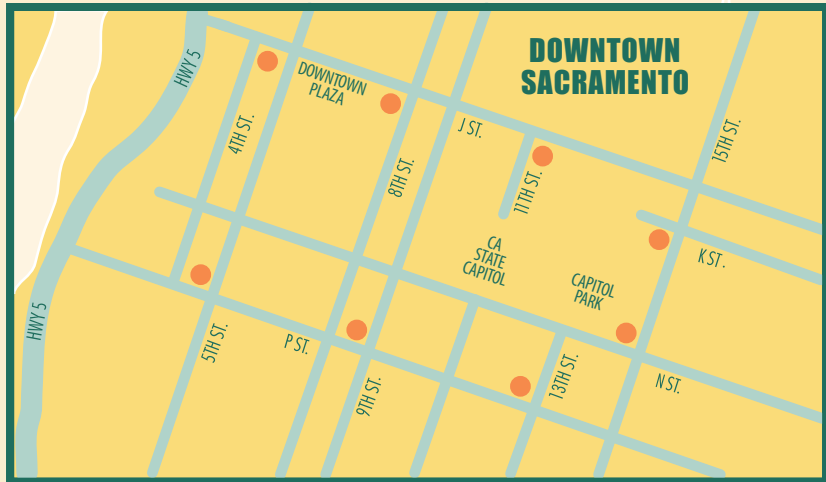 DOWNTOWN
SACRAMENTO
HWY 5
DOWNTOWN
PLAZA
4TH ST.
J ST.
15TH ST.
8TH ST.
11TH ST.
CA
STATE
CAPITOL
K ST.
CAPITOL
PARK
HWY 5
5TH ST.
P ST.
9TH ST.
13TH ST.
N ST.